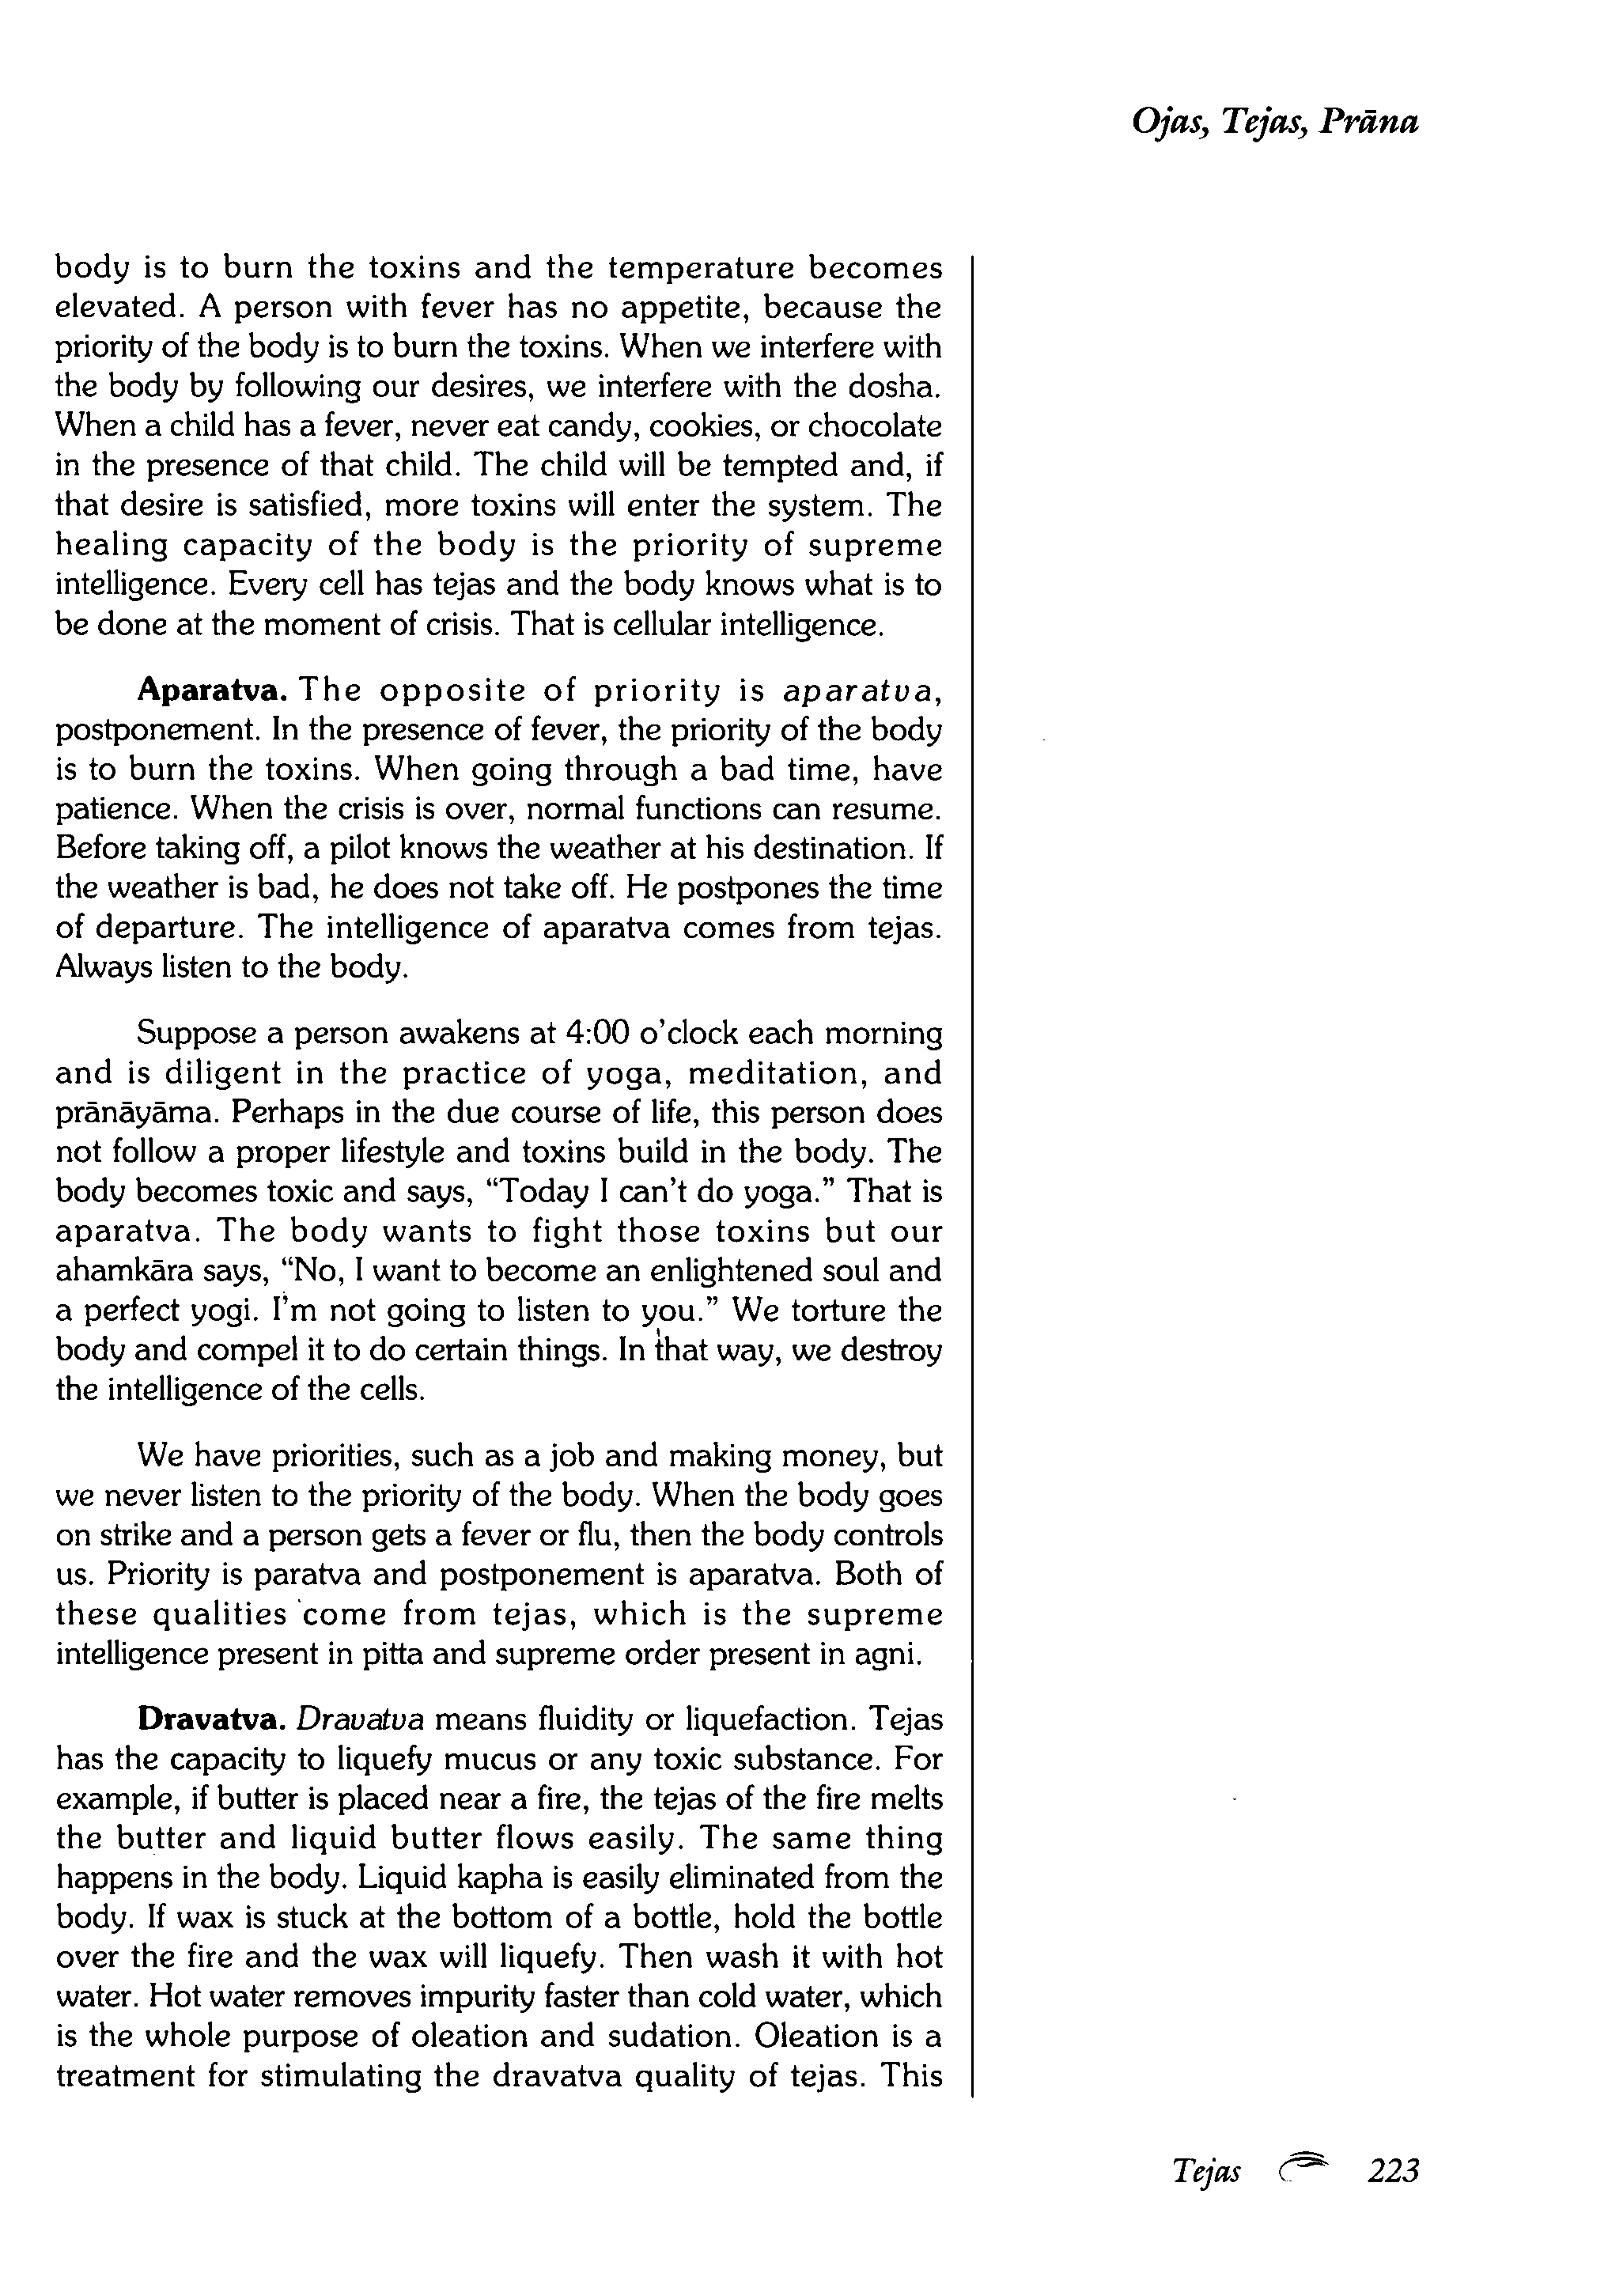 Ojas, Tejas, Prāna
body is to burn the toxins and the temperature becomes
elevated. A person with fever has no appetite, because the
priority of the body is to burn the toxins. When we interfere with
the body by following our desires, we interfere with the dosha.
When a child has a fever, never eat candy, cookies, or chocolate
in the presence of that child. The child will be tempted and, if
that desire is satisfied, more toxins will enter the system. The
healing capacity of the body is the priority of supreme
intelligence. Every cell has tejas and the body knows what is to
be done at the moment of crisis. That is cellular intelligence.
Aparatva. The opposite of priority is aparatva,
postponement. In the presence of fever, the priority of the body
is to burn the toxins. When going through a bad time, have
patience. When the crisis is over, normal functions can resume.
Before taking off, a pilot knows the weather at his destination. If
the weather is bad, he does not take off. He postpones the time
of departure. The intelligence of aparatva comes from tejas.
Always listen to the body.
Suppose a person awakens at 4:00 o'clock each morning
and is diligent in the practice of yoga, meditation, and
prānāyāma. Perhaps in the due course of life, this person does
not follow a proper lifestyle and toxins build in the body. The
body becomes toxic and says, “Today I can't do yoga.” That is
aparatva. The body wants to fight those toxins but our
ahamkāra says, “No, I want to become an enlightened soul and
a perfect yogi. I'm not going to listen to you.” We torture the
body and compel it to do certain things. In that way, we destroy
the intelligence of the cells.
We have priorities, such as a job and making money, but
we never listen to the priority of the body. When the body goes
on strike and a person gets a fever or flu, then the body controls
us. Priority is paratva and postponement is aparatva. Both of
these qualities come from tejas, which is the supreme
intelligence present in pitta and supreme order present in agni.
Dravatva. Dravatva means fluidity or liquefaction. Tejas
has the capacity to liquefy mucus or any toxic substance. For
example, if butter is placed near a fire, the tejas of the fire melts
the butter and liquid butter flows easily. The same thing
happens in the body. Liquid kapha is easily eliminated from the
body. If wax is stuck at the bottom of a bottle, hold the bottle
over the fire and the wax will liquefy. Then wash it with hot
water. Hot water removes impurity faster than cold water, which
is the whole purpose of oleation and sudation. Oleation is a
treatment for stimulating the dravatva quality of tejas. This
Tejas 223